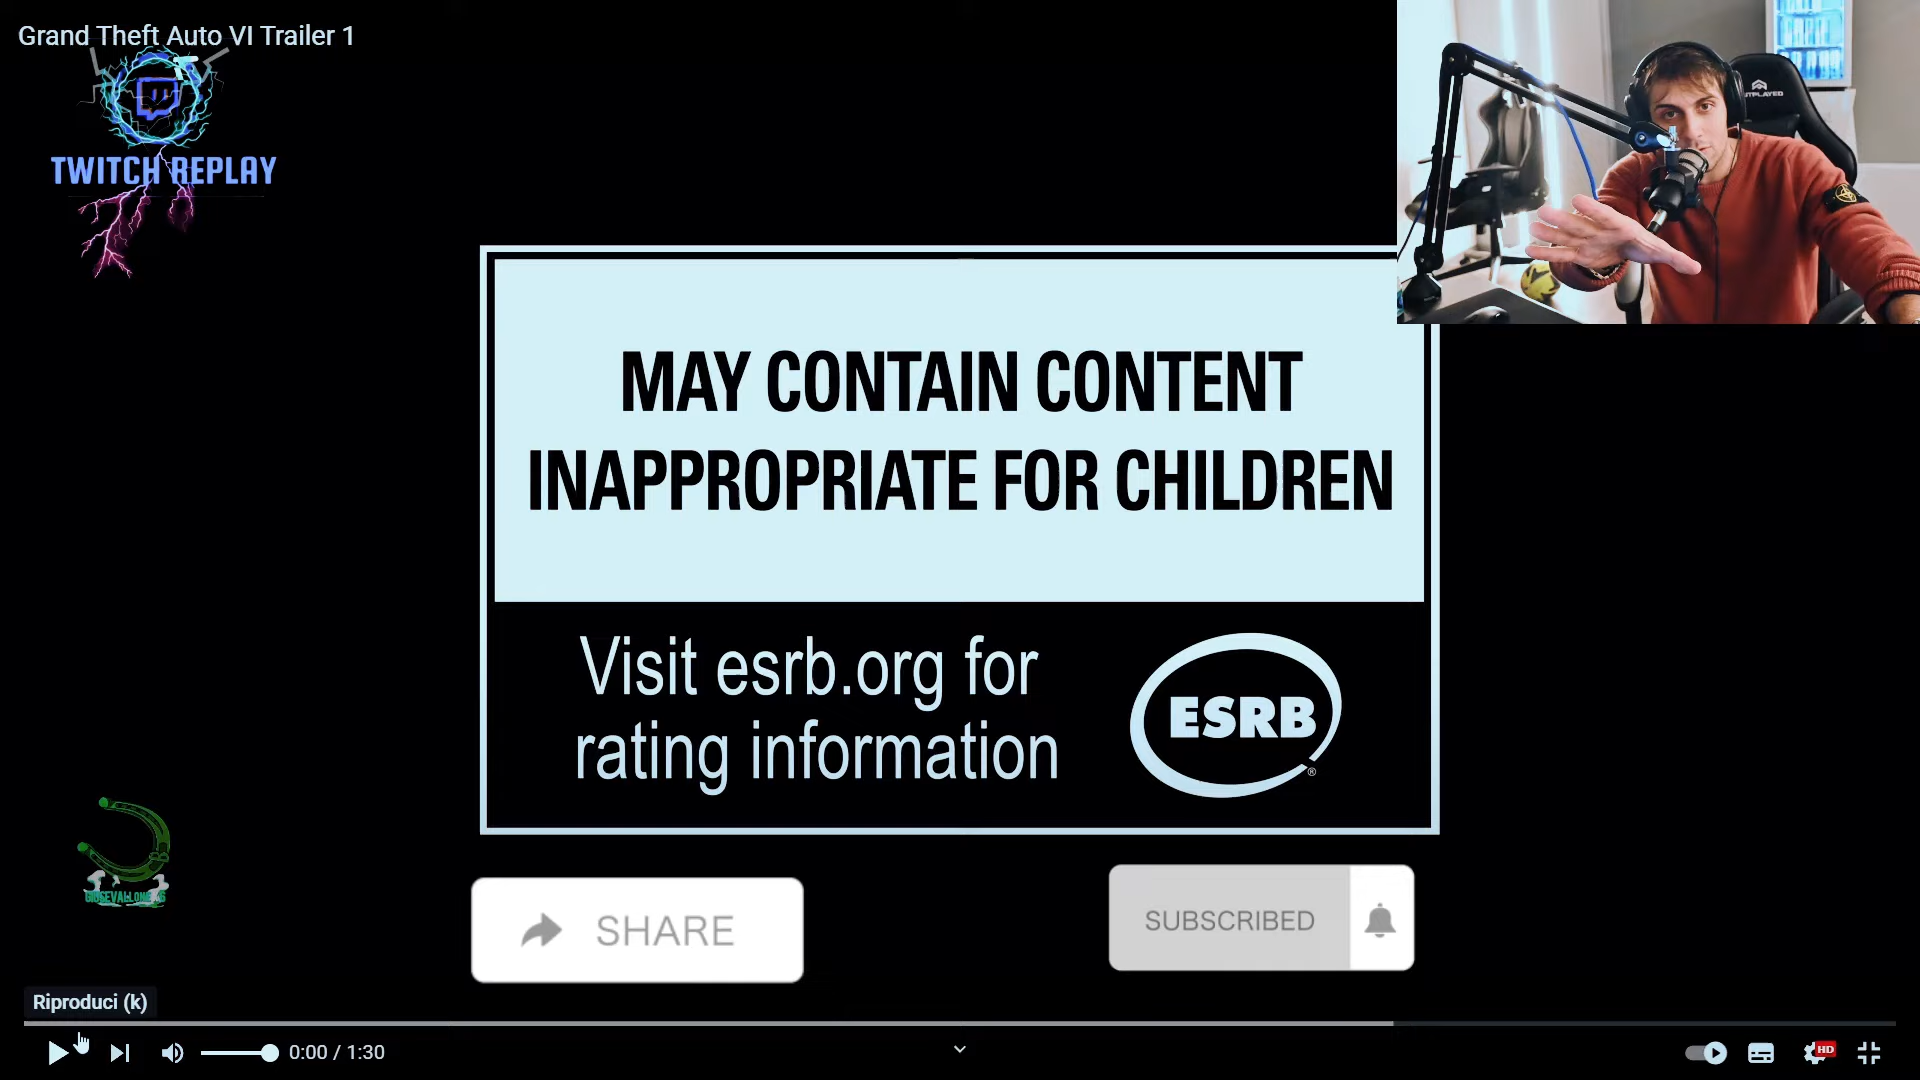 Grand Theft Auto VI Trailer 1
TWITCH REPLAY
MAY CONTAIN CONTENT
INAPPROPRIATE FOR CHILDREN
Visit esrb.org for
rating information
ESRB
®
SHARE
SUBSCRIBED
Riproduci (k)
0:00 / 1:30
HD